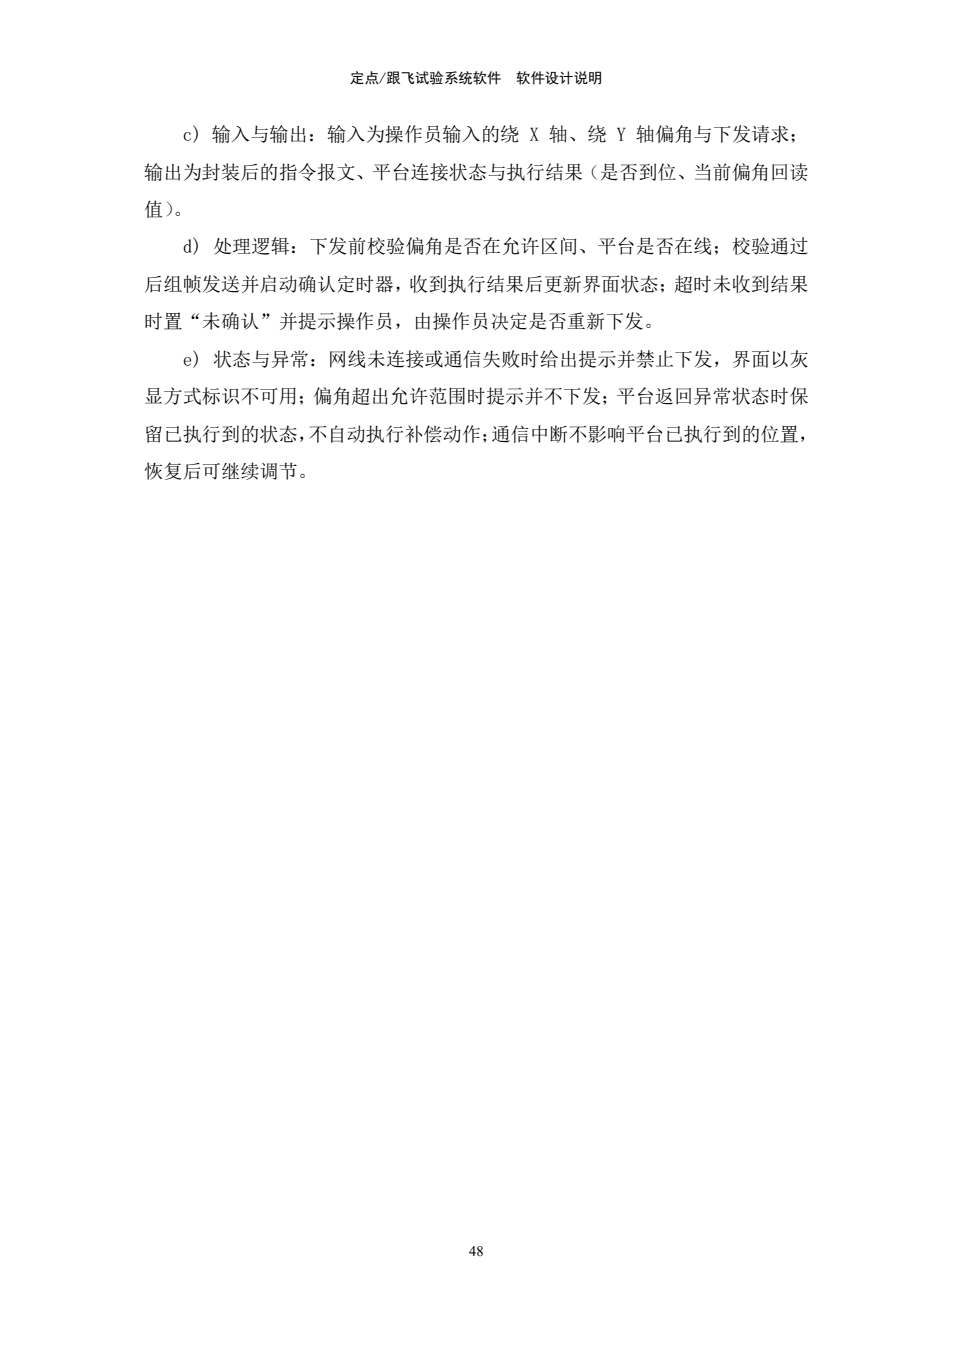 定点/跟飞试验系统软件　软件设计说明
c) 输入与输出：输入为操作员输入的绕 X 轴、绕 Y 轴偏角与下发请求；
输出为封装后的指令报文、平台连接状态与执行结果（是否到位、当前偏角回读
值）。
d) 处理逻辑：下发前校验偏角是否在允许区间、平台是否在线；校验通过
后组帧发送并启动确认定时器，收到执行结果后更新界面状态；超时未收到结果
时置“未确认”并提示操作员，由操作员决定是否重新下发。
e) 状态与异常：网线未连接或通信失败时给出提示并禁止下发，界面以灰
显方式标识不可用；偏角超出允许范围时提示并不下发；平台返回异常状态时保
留已执行到的状态，不自动执行补偿动作；通信中断不影响平台已执行到的位置，
恢复后可继续调节。
48